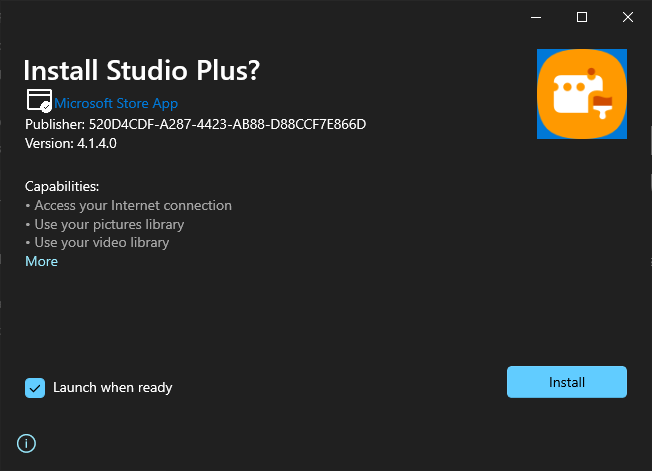 Install Studio Plus?
Microsoft Store App
Publisher: 520D4CDF-A287-4423-AB88-D88CCF7E866D
Version: 4.1.4.0
Capabilities:
• Access your Internet connection
• Use your pictures library
• Use your video library
More
Launch when ready
Install